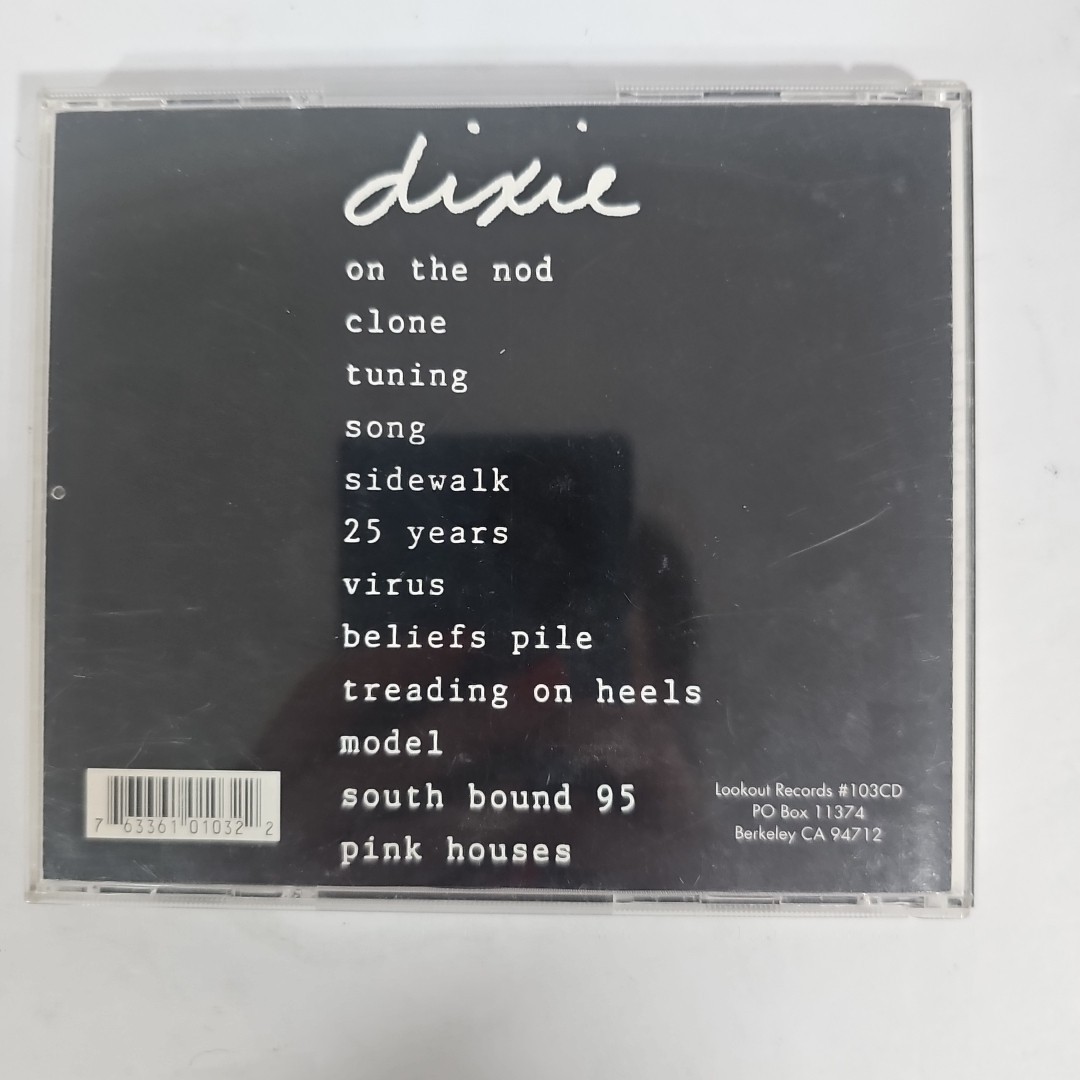 dixie
on the nod
clone
tuning
song
sidewalk
25 years
virus
beliefs pile
treading on heels
model
south bound 95
pink houses
Lookout Records #103CD
PO Box 11374
Berkeley CA 94712
7 63361 01032 2